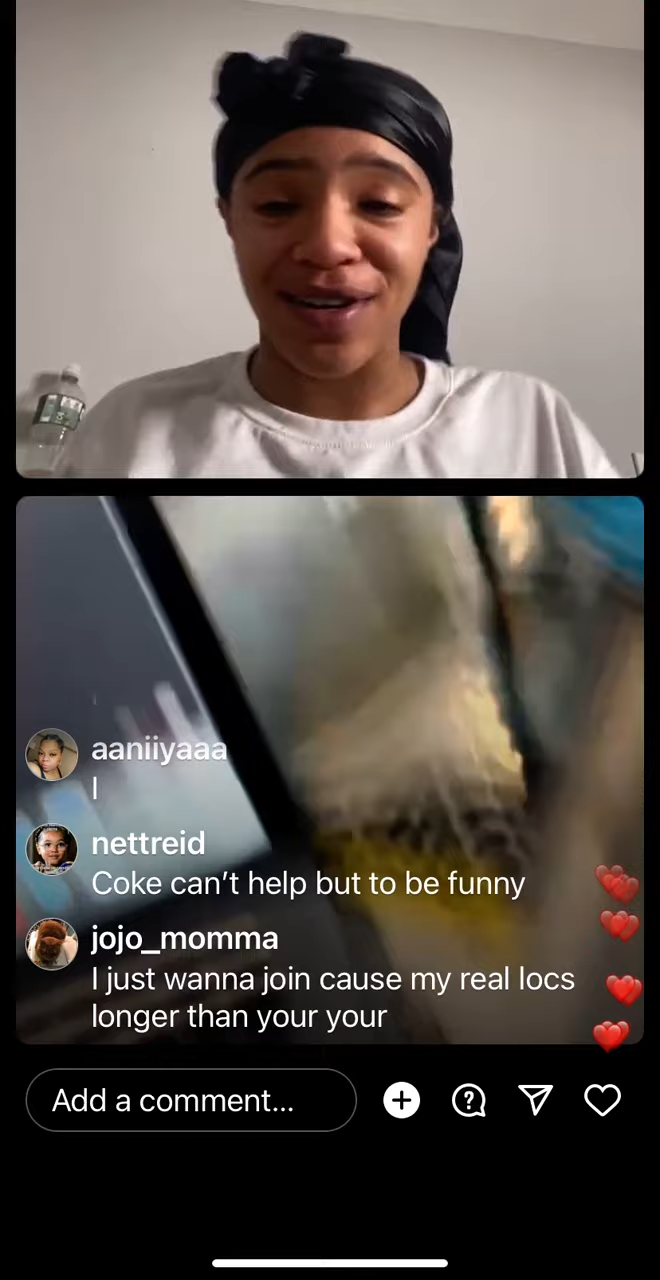 aaniiyaaa
I
nettreid
Coke can’t help but to be funny
jojo_momma
I just wanna join cause my real locs
longer than your your
Add a comment...